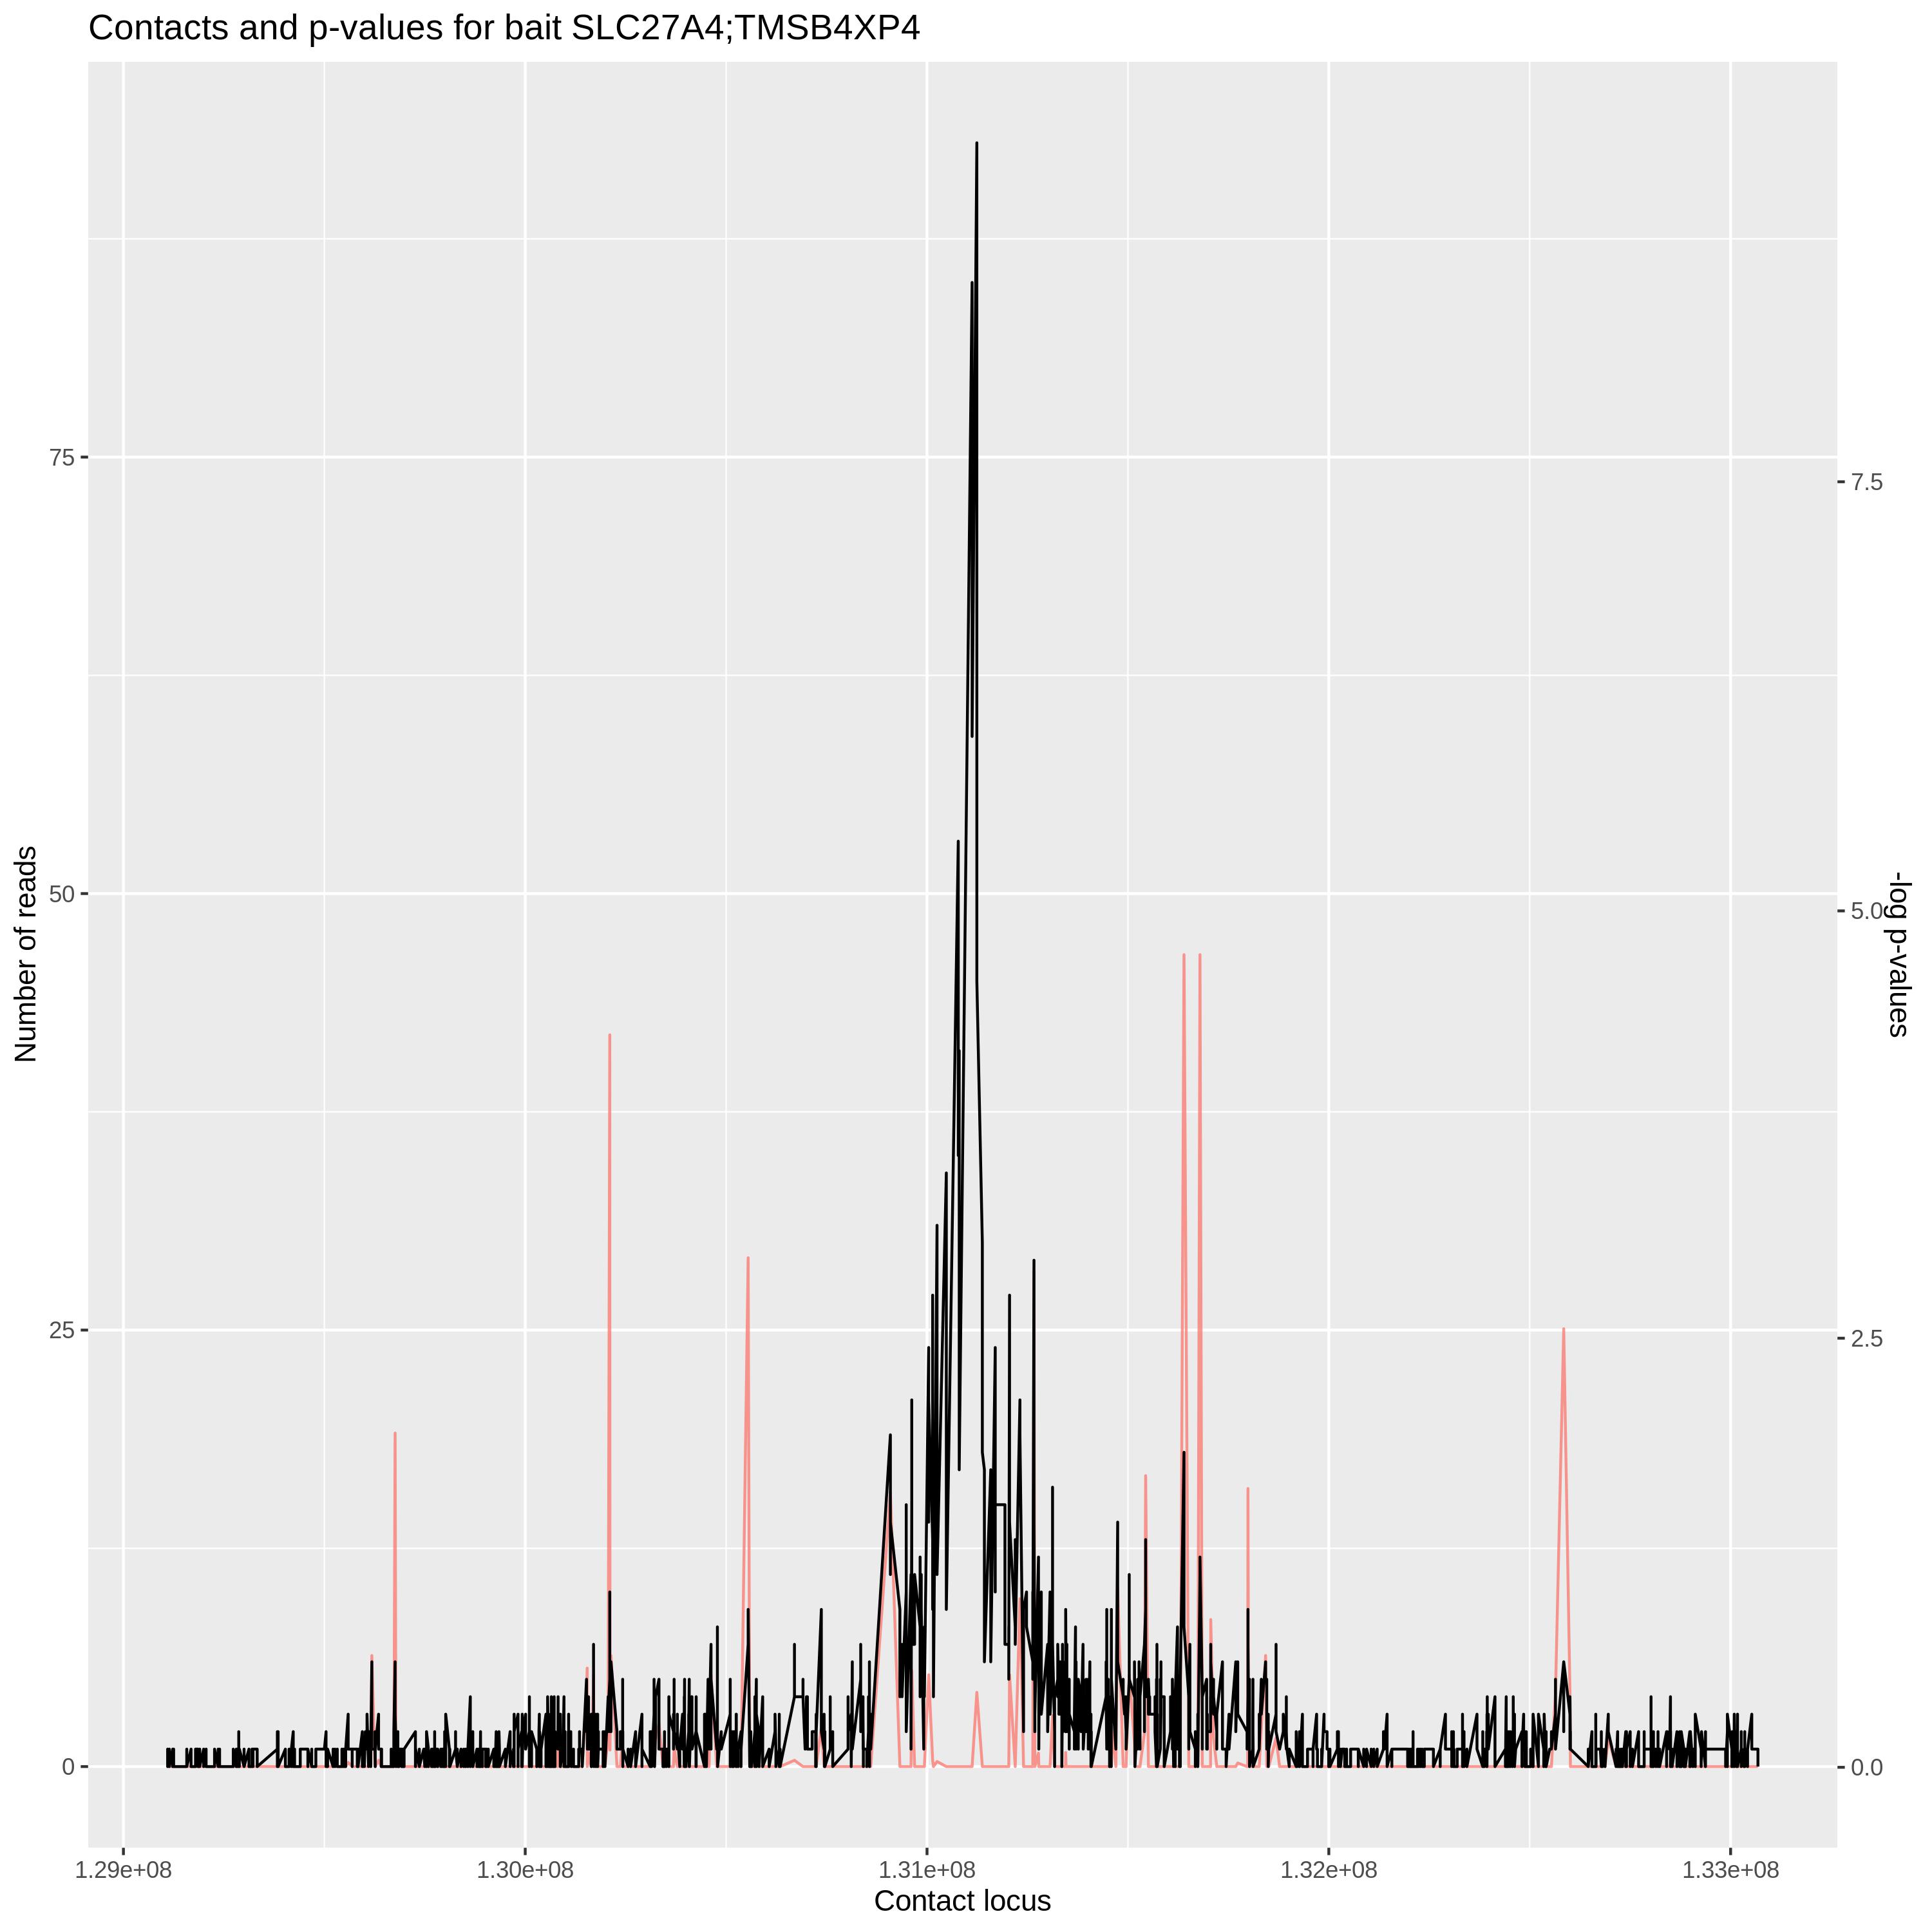 Contacts and p-values for bait SLC27A4;TMSB4XP4
Number of reads
75
50
25
0
7.5
5.0
2.5
0.0
-log p-values
1.29e+08
1.30e+08
1.31e+08
1.32e+08
1.33e+08
Contact locus